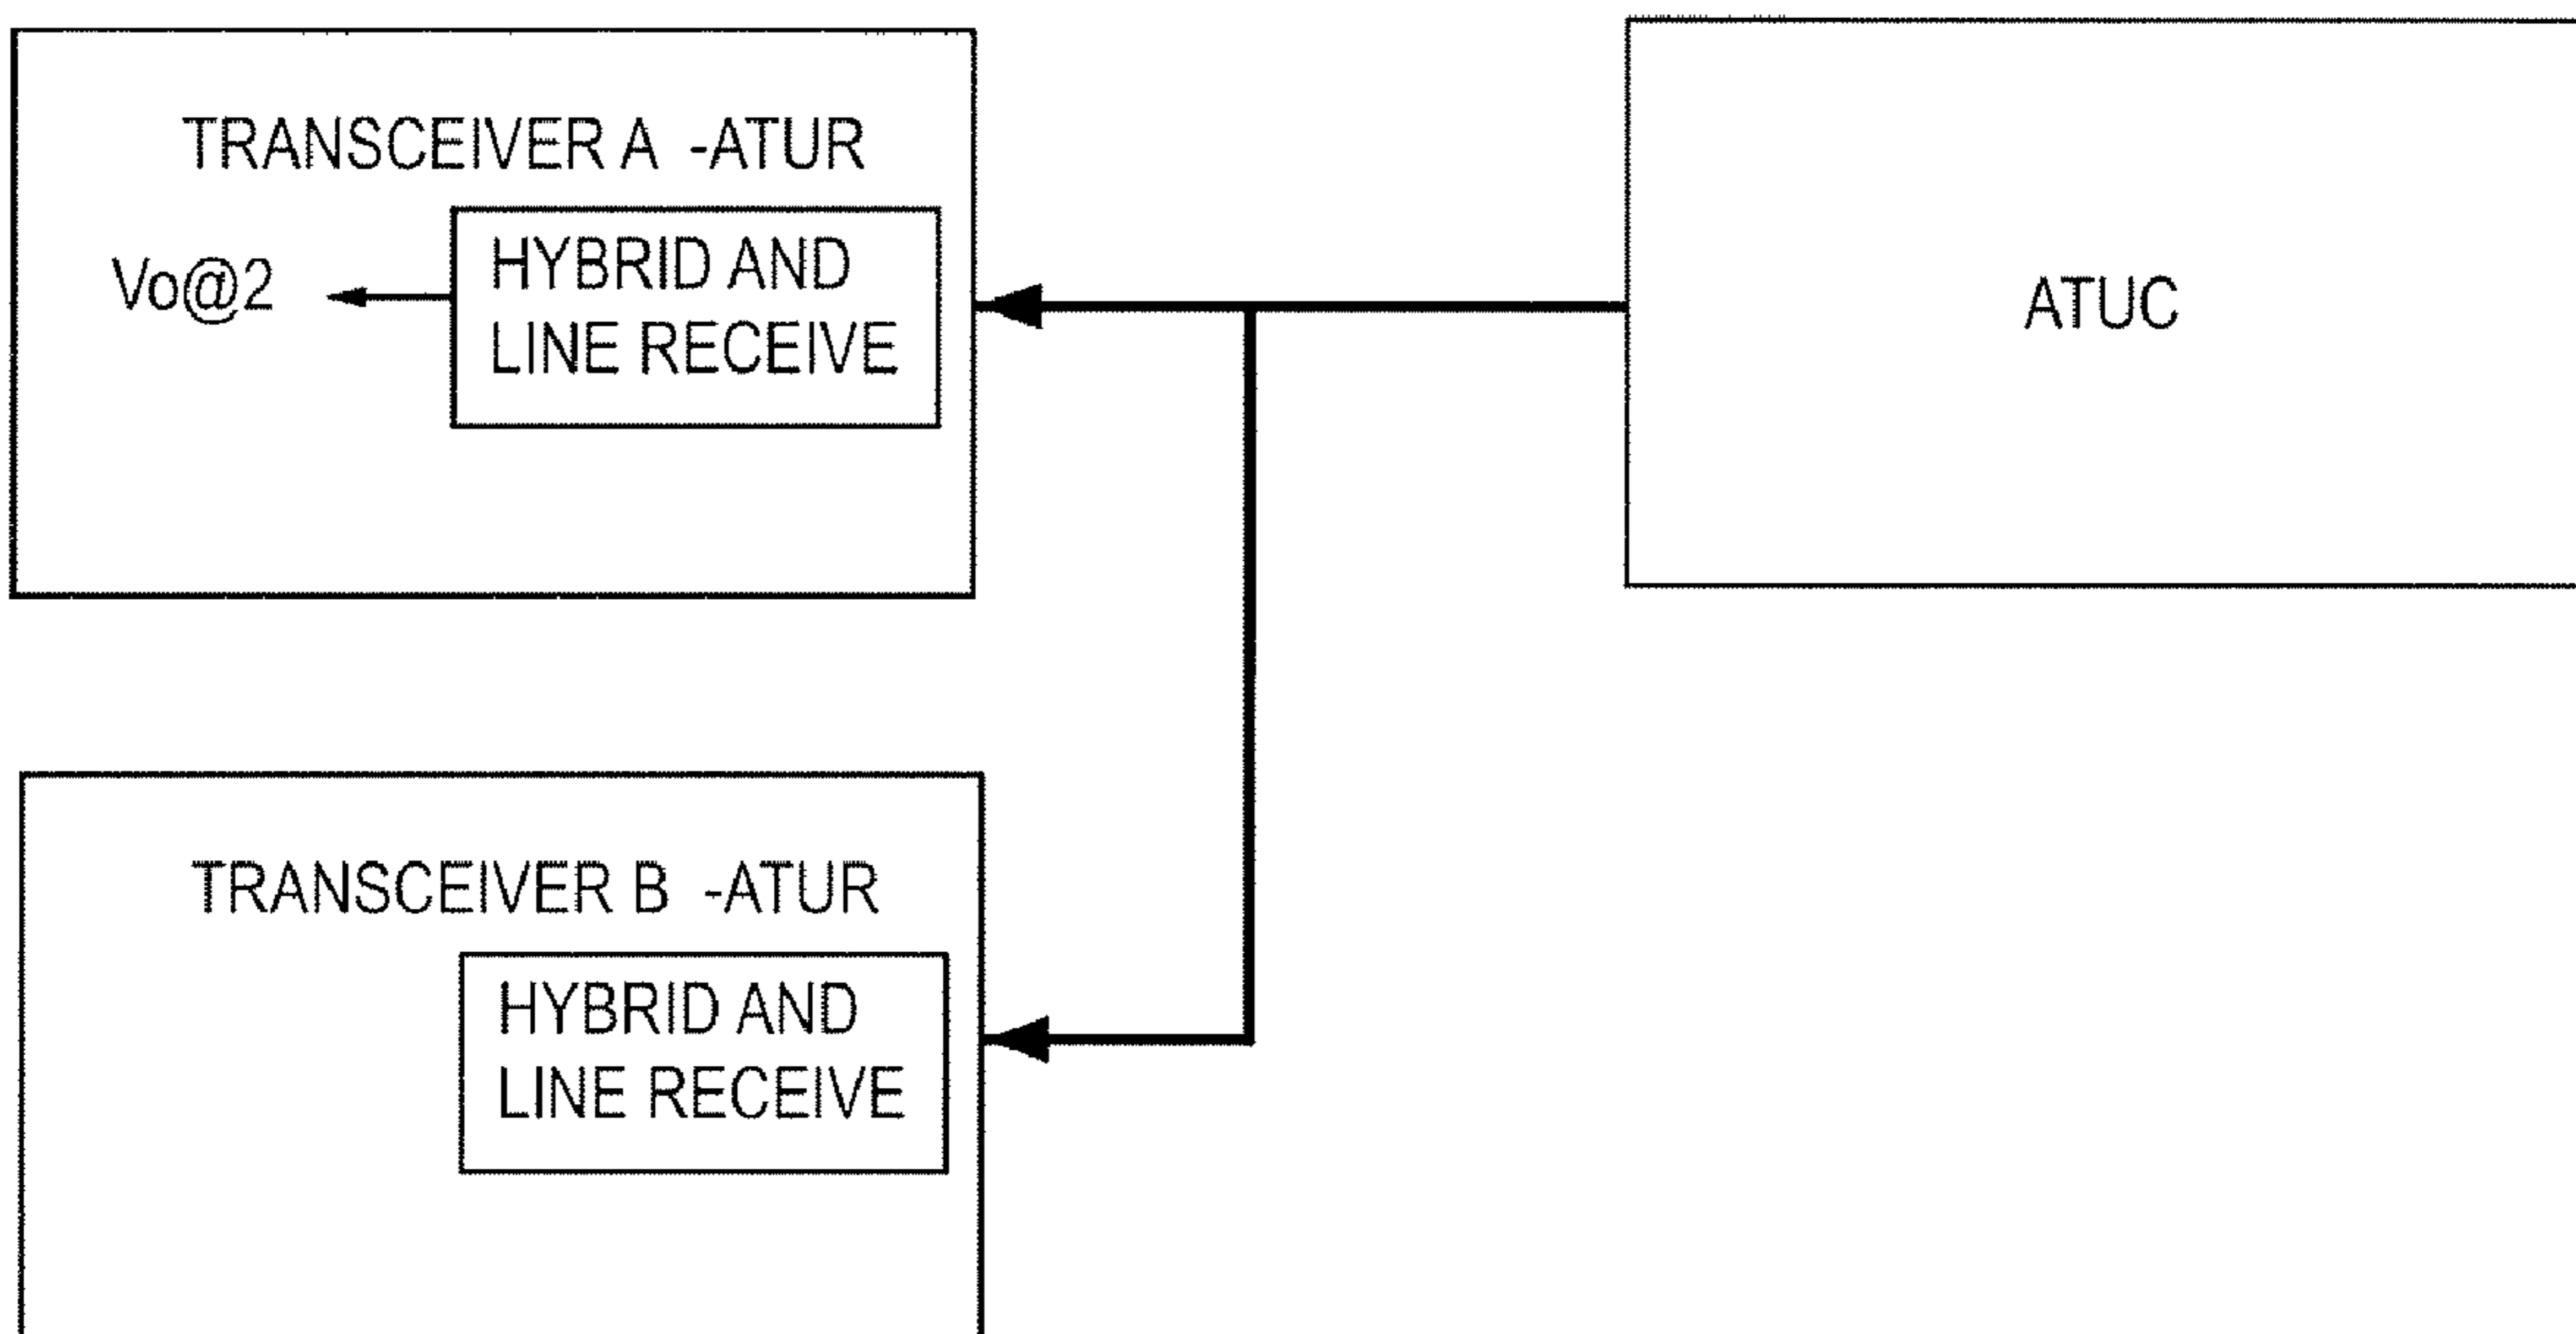 TRANSCEIVER A -ATUR
Vo@2
HYBRID AND
LINE RECEIVE
ATUC
TRANSCEIVER B -ATUR
HYBRID AND
LINE RECEIVE